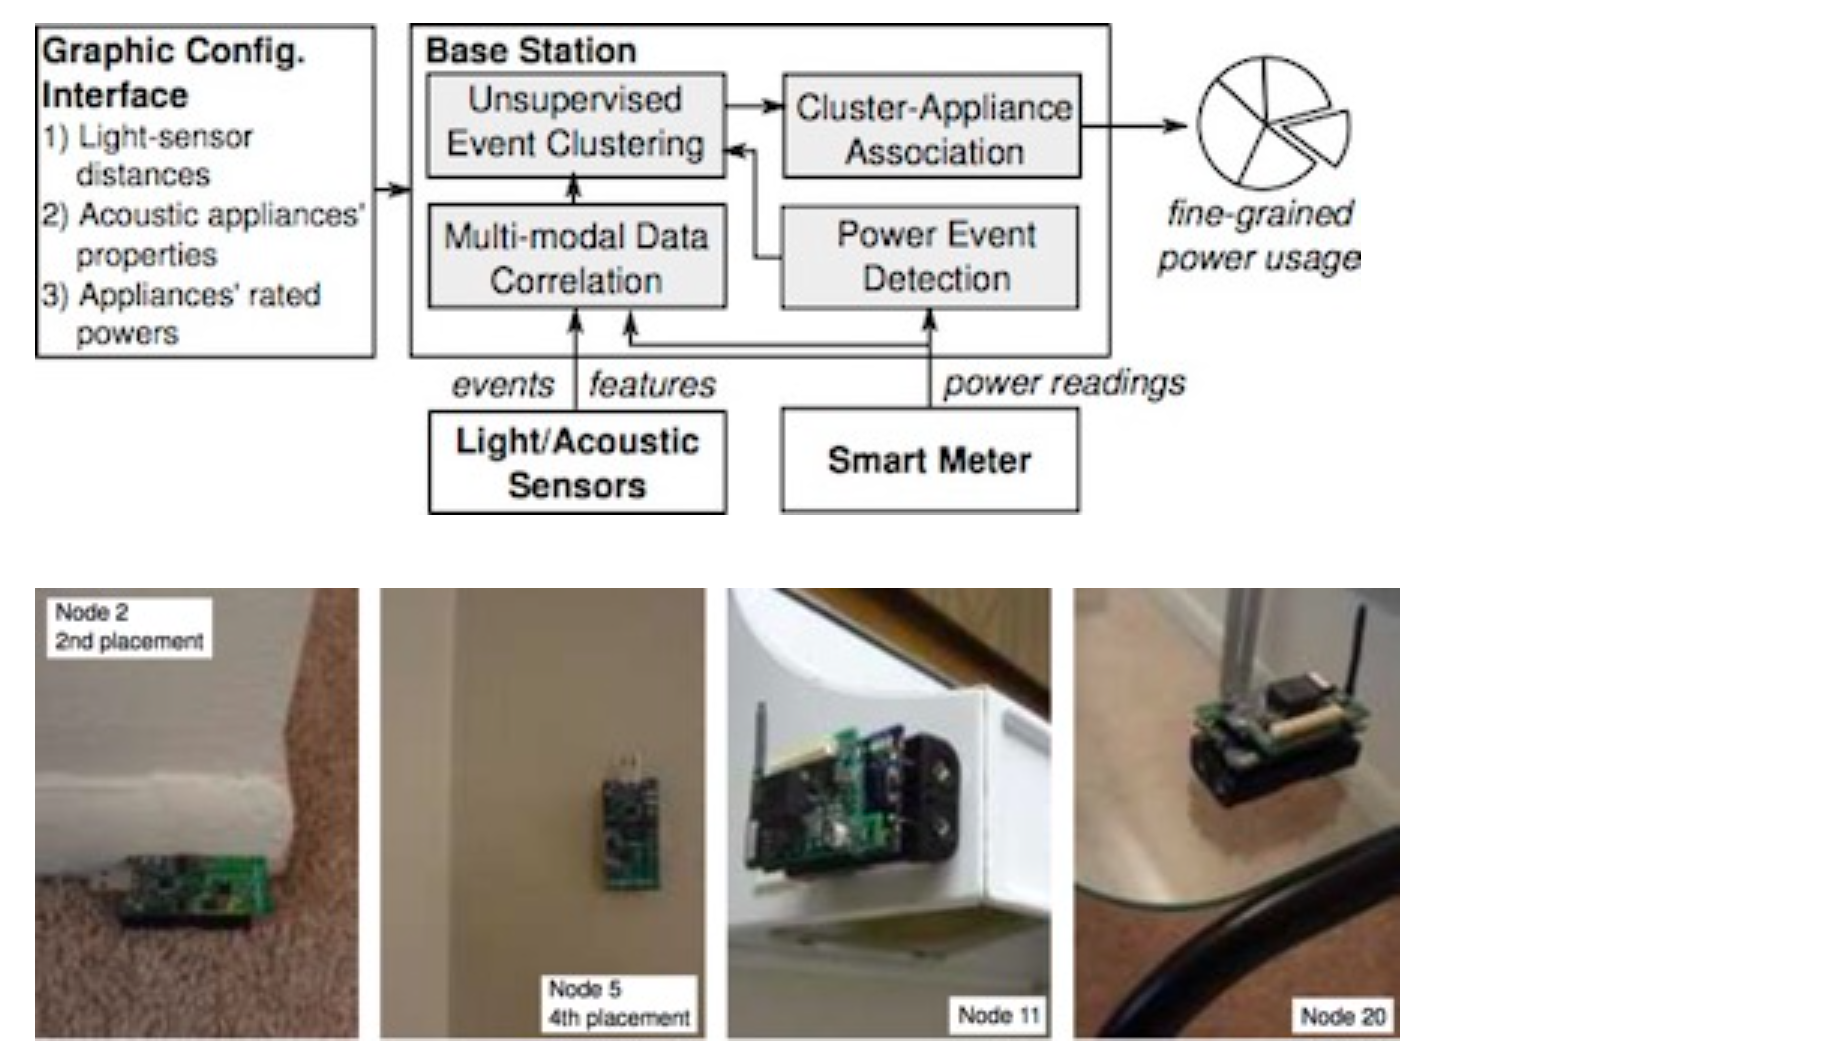 Graphic Config.
Interface
1) Light-sensor
distances
2) Acoustic appliances'
properties
3) Appliances' rated
powers
Base Station
Unsupervised
Event Clustering
Cluster-Appliance
Association
Multi-modal Data
Correlation
Power Event
Detection
fine-grained
power usage
events features
power readings
Light/Acoustic
Sensors
Smart Meter
Node 2
2nd placement
Node 5
4th placement
Node 11
Node 20